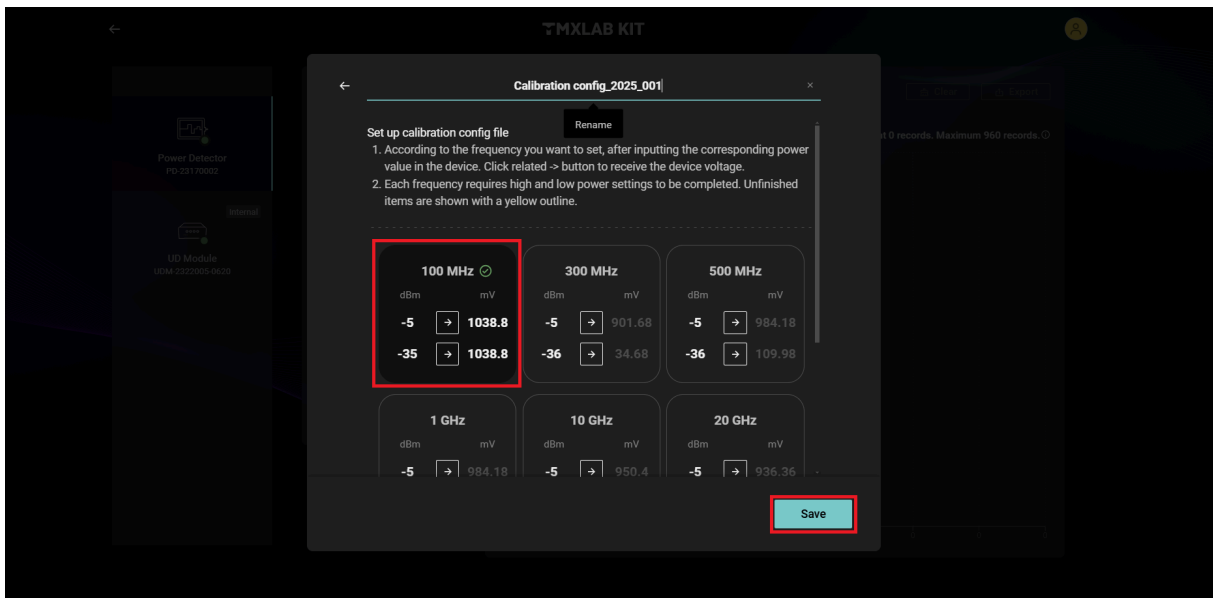 TMXLAB KIT
Calibration config_2025_001
Rename
Clear
Export
Set up calibration config file
1. According to the frequency you want to set, after inputting the corresponding power
value in the device. Click related -> button to receive the device voltage.
2. Each frequency requires high and low power settings to be completed. Unfinished
items are shown with a yellow outline.
0 records. Maximum 960 records.
Power Detector
PD-23170002
Internal
UD Module
UDM-2322003-0620
100 MHz 300 MHz 500 MHz
dBm mV dBm mV dBm mV
-5 1038.8 -5 901.68 -5 984.18
-35 1038.8 -36 34.68 -36 109.98
1 GHz 10 GHz 20 GHz
dBm mV dBm mV dBm mV
-5 984.18 -5 950.4 -5 936.36
Save